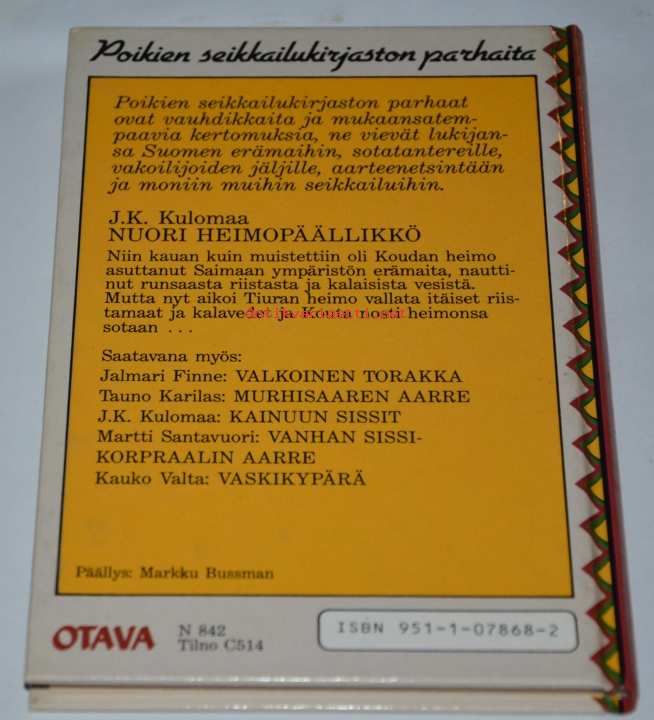 Poikien seikkailukirjaston parhaita
Poikien seikkailukirjaston parhaat
ovat vauhdikkaita ja mukaansatem-
paavia kertomuksia, ne vievät lukijan-
sa Suomen erämaihin, sotatantereille,
vakoilijoiden jäljille, aarteenetsintään
ja moniin muihin seikkailuihin.
J.K. Kulomaa
NUORI HEIMOPÄÄLLIKKÖ
Niin kauan kuin muistettiin oli Koudan heimo
asuttanut Saimaan ympäristön erämaita, nautti-
nut runsaasta riistasta ja kalaisista vesistä.
Mutta nyt aikoi Tiuran heimo vallata itäiset riis-
tamaat ja kalavedet ja Kouta nosti heimonsa
sotaan . . .
Saatavana myös:
Jalmari Finne: VALKOINEN TORAKKA
Tauno Karilas: MURHISAAREN AARRE
J.K. Kulomaa: KAINUUN SISSIT
Martti Santavuori: VANHAN SISSI-
KORPRAALIN AARRE
Kauko Valta: VASKIKYPÄRÄ
Päällys: Markku Bussman
OTAVA
N 842
Tilno C514
ISBN 951-1-07868-2